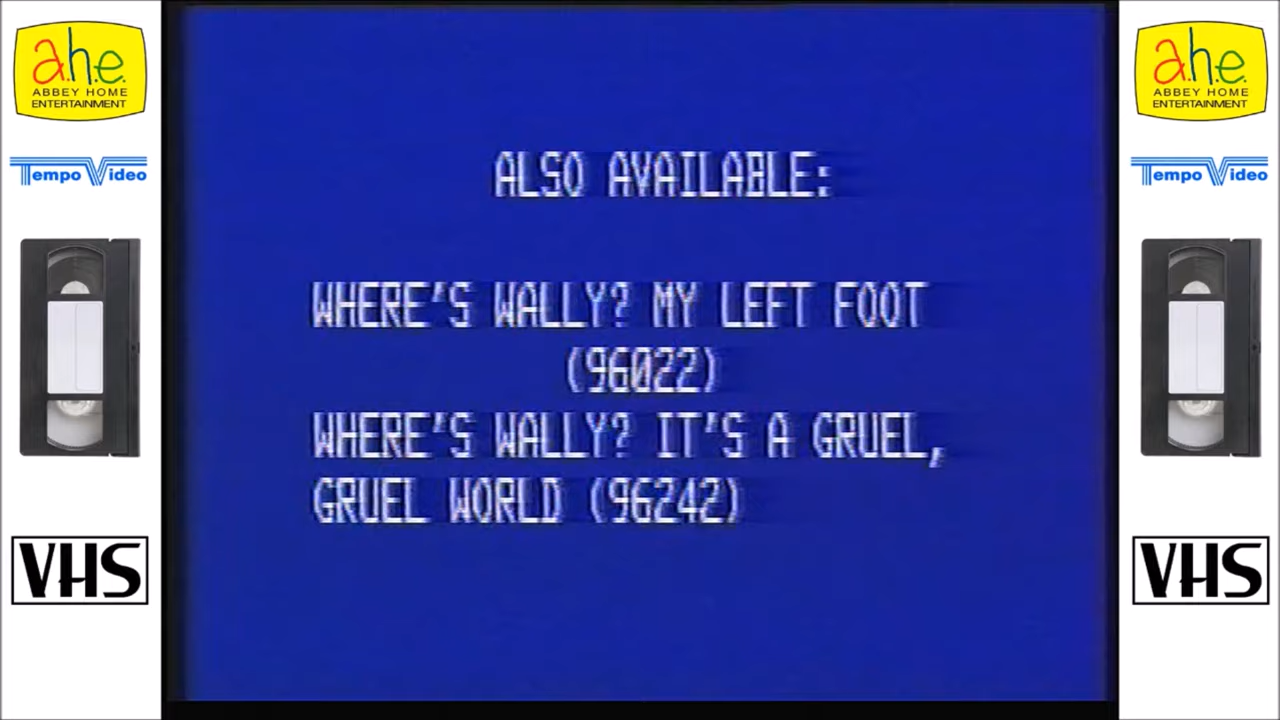 a.h.e.
ABBEY HOME
ENTERTAINMENT
Tempo Video
VHS
ALSO AVAILABLE:
WHERE'S WALLY? MY LEFT FOOT
(96022)
WHERE'S WALLY? IT'S A GRUEL,
GRUEL WORLD (96242)
a.h.e.
ABBEY HOME
ENTERTAINMENT
Tempo Video
VHS